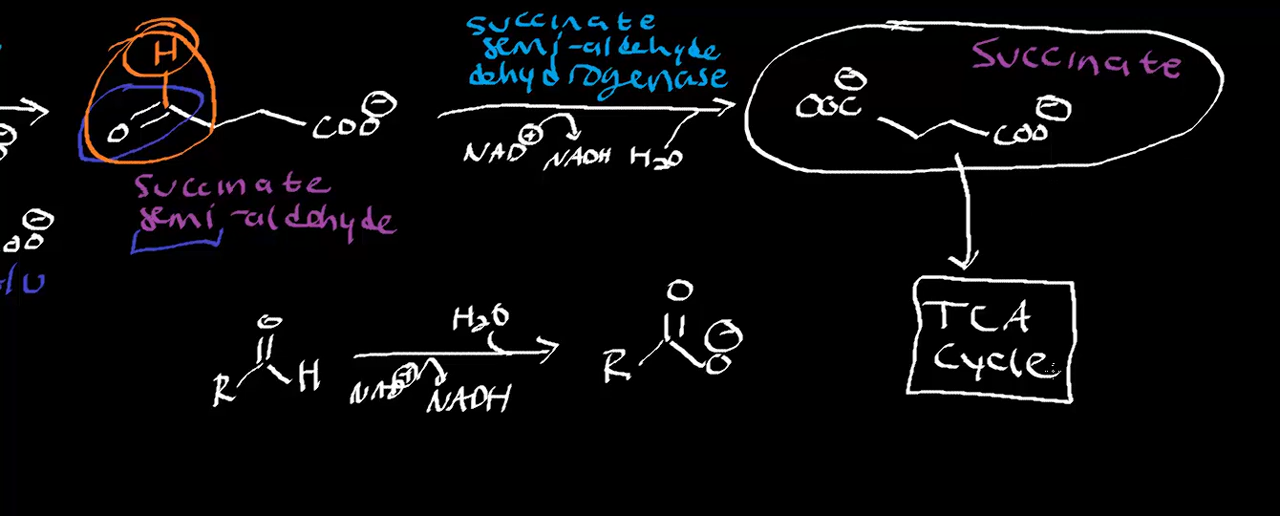 Succinate
semi-aldehyde
dehydrogenase
Succinate
H
O
COO⊖
NAD⊕ NADH H₂O
⊖OOC
COO⊖
Succinate
semi-aldehyde
O
R H
H₂O
NAD⊕ NADH
O
R O⊖
TCA
Cycle